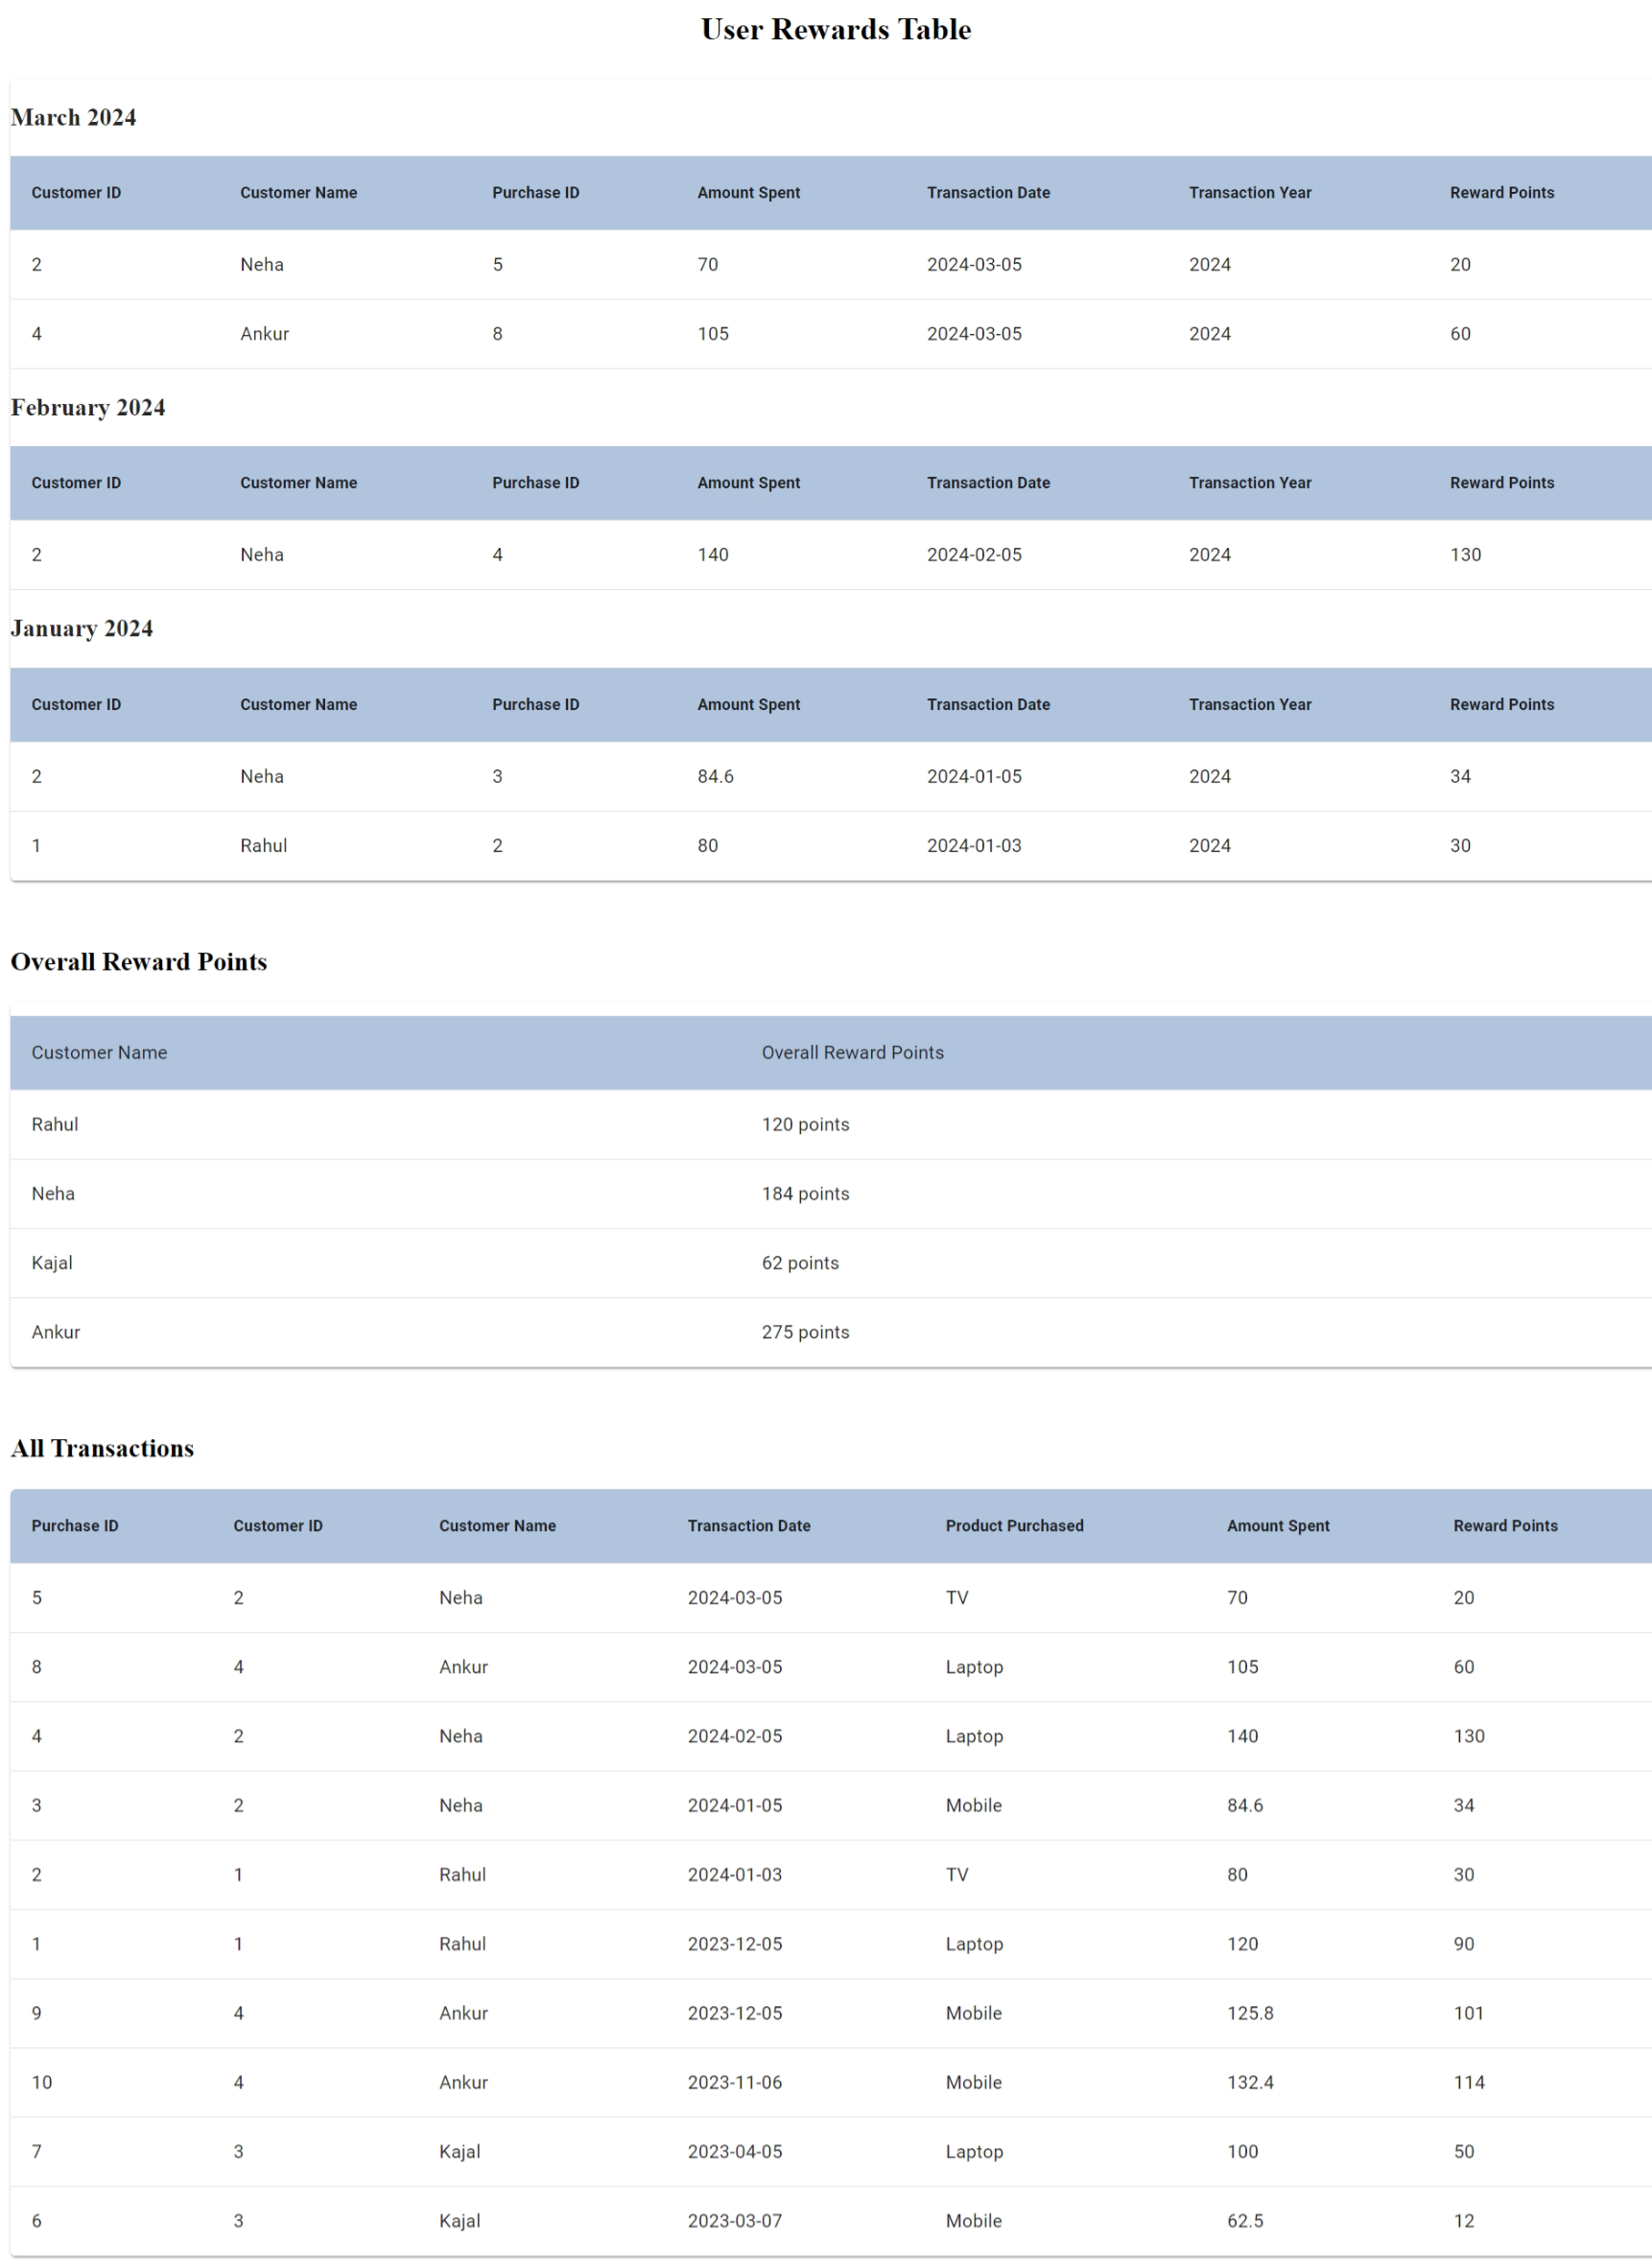 User Rewards Table
March 2024
Customer ID Customer Name Purchase ID Amount Spent Transaction Date Transaction Year Reward Points
2 Neha 5 70 2024-03-05 2024 20
4 Ankur 8 105 2024-03-05 2024 60
February 2024
Customer ID Customer Name Purchase ID Amount Spent Transaction Date Transaction Year Reward Points
2 Neha 4 140 2024-02-05 2024 130
January 2024
Customer ID Customer Name Purchase ID Amount Spent Transaction Date Transaction Year Reward Points
2 Neha 3 84.6 2024-01-05 2024 34
1 Rahul 2 80 2024-01-03 2024 30
Overall Reward Points
Customer Name Overall Reward Points
Rahul 120 points
Neha 184 points
Kajal 62 points
Ankur 275 points
All Transactions
Purchase ID Customer ID Customer Name Transaction Date Product Purchased Amount Spent Reward Points
5 2 Neha 2024-03-05 TV 70 20
8 4 Ankur 2024-03-05 Laptop 105 60
4 2 Neha 2024-02-05 Laptop 140 130
3 2 Neha 2024-01-05 Mobile 84.6 34
2 1 Rahul 2024-01-03 TV 80 30
1 1 Rahul 2023-12-05 Laptop 120 90
9 4 Ankur 2023-12-05 Mobile 125.8 101
10 4 Ankur 2023-11-06 Mobile 132.4 114
7 3 Kajal 2023-04-05 Laptop 100 50
6 3 Kajal 2023-03-07 Mobile 62.5 12